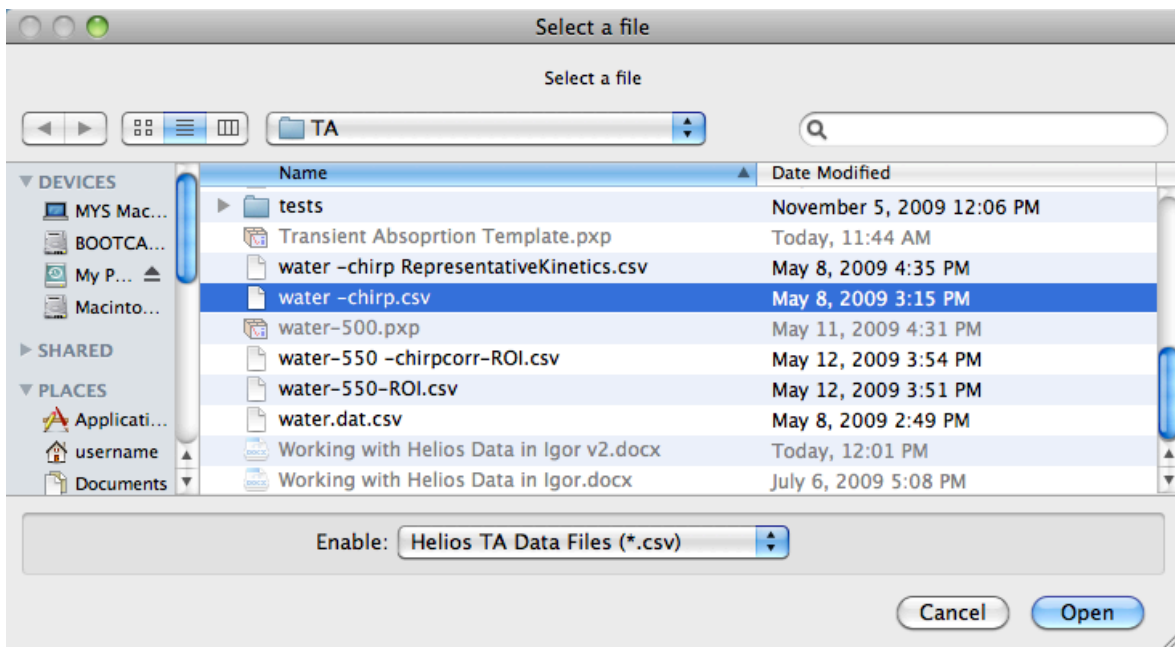 Select a file
Select a file
TA
Name Date Modified
DEVICES
MYS Mac...
BOOTCA...
My P...
Macinto...
SHARED
PLACES
Applicati...
username
Documents
tests November 5, 2009 12:06 PM
Transient Absoprtion Template.pxp Today, 11:44 AM
water -chirp RepresentativeKinetics.csv May 8, 2009 4:35 PM
water -chirp.csv May 8, 2009 3:15 PM
water-500.pxp May 11, 2009 4:31 PM
water-550 -chirpcorr-ROI.csv May 12, 2009 3:54 PM
water-550-ROI.csv May 12, 2009 3:51 PM
water.dat.csv May 8, 2009 2:49 PM
Working with Helios Data in Igor v2.docx Today, 12:01 PM
Working with Helios Data in Igor.docx July 6, 2009 5:08 PM
Enable: Helios TA Data Files (*.csv)
Cancel Open